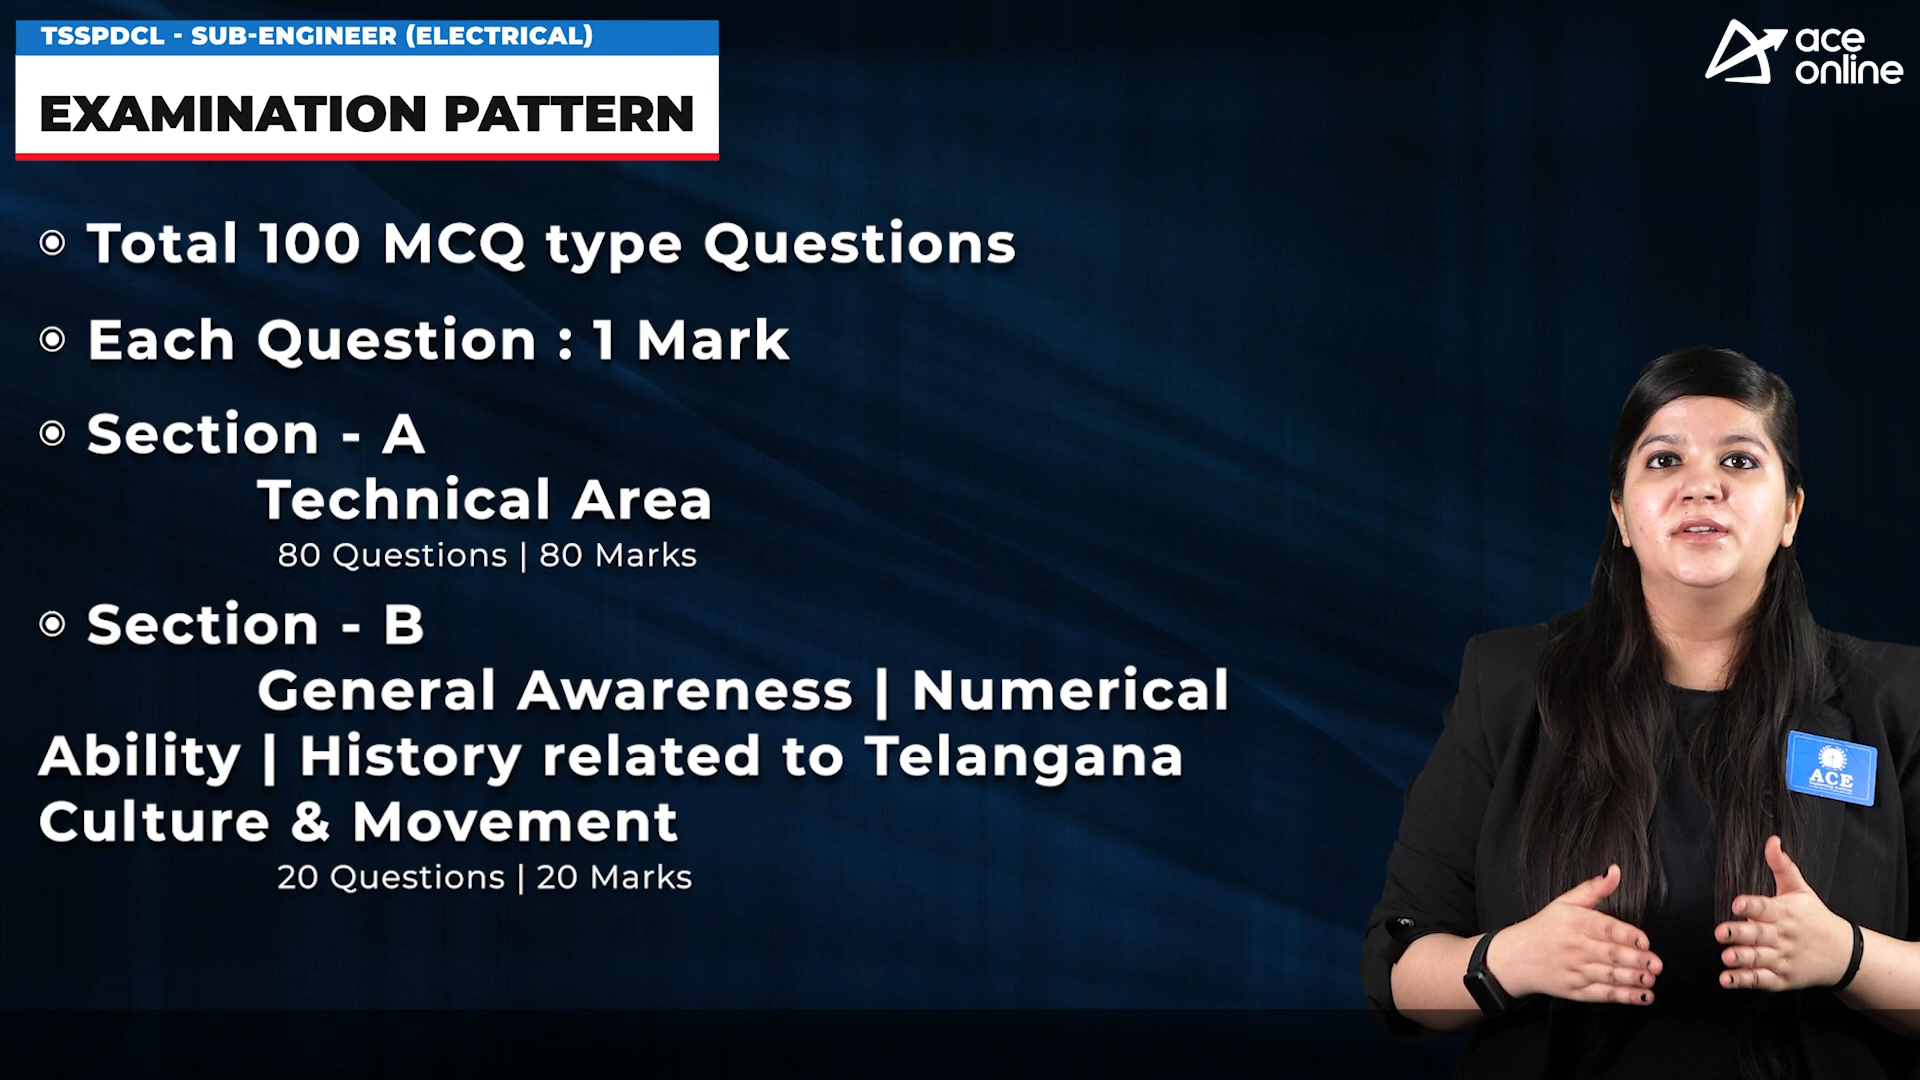 TSSPDCL - SUB-ENGINEER (ELECTRICAL)
EXAMINATION PATTERN
ace
online
Total 100 MCQ type Questions
Each Question : 1 Mark
Section - A
Technical Area
80 Questions | 80 Marks
Section - B
General Awareness | Numerical
Ability | History related to Telangana
Culture & Movement
20 Questions | 20 Marks
ACE